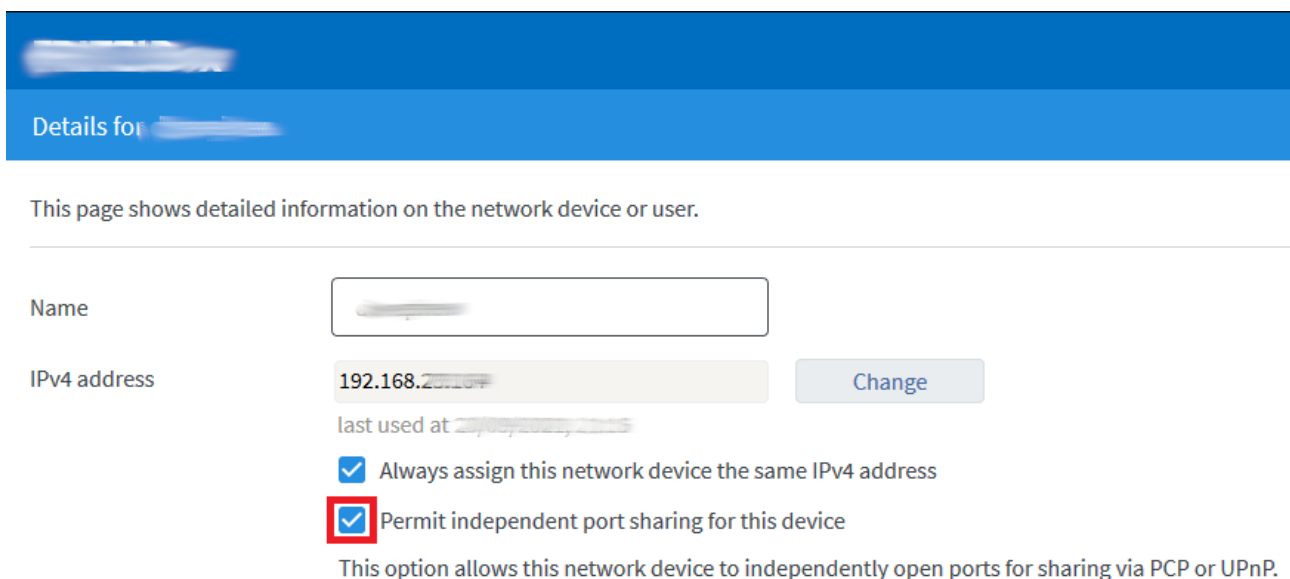 Details for
This page shows detailed information on the network device or user.
Name
IPv4 address
192.168.
Change
last used at
Always assign this network device the same IPv4 address
Permit independent port sharing for this device
This option allows this network device to independently open ports for sharing via PCP or UPnP.